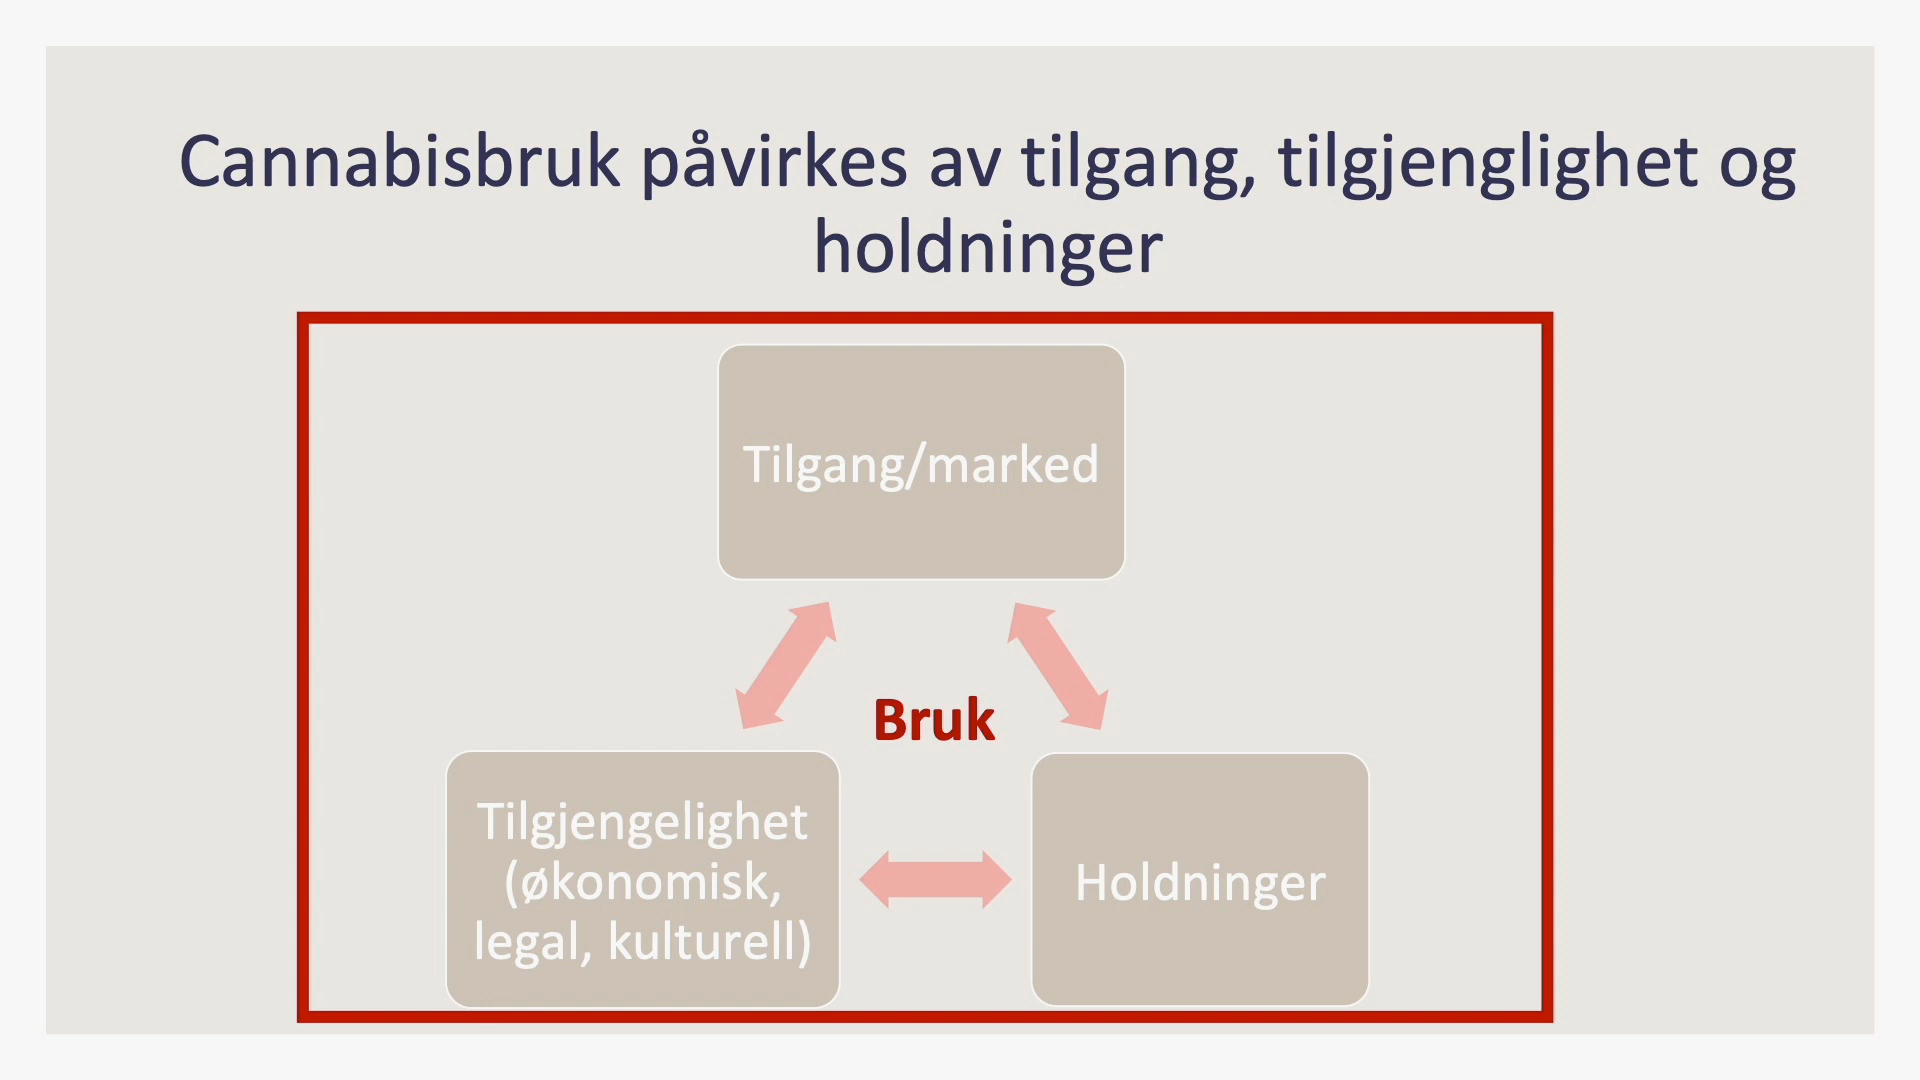 Cannabisbruk påvirkes av tilgang, tilgjenglighet og
holdninger
Tilgang/marked
Bruk
Tilgjengelighet
(økonomisk,
legal, kulturell)
Holdninger